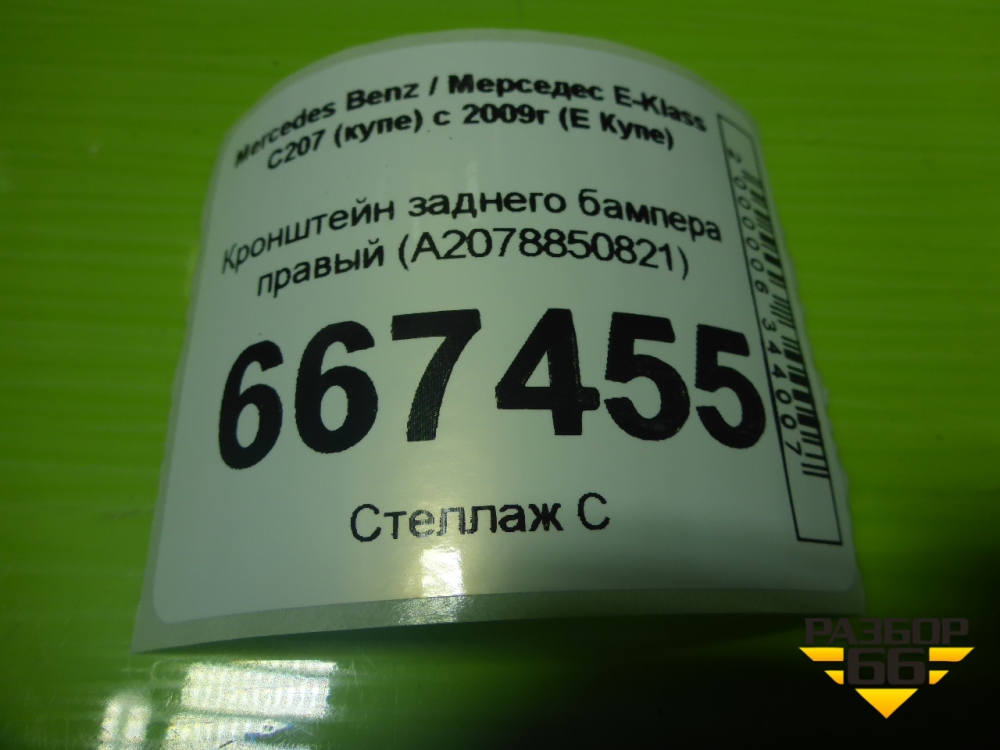 Mercedes Benz / Мерседес E-Klass
C207 (купе) с 2009г (Е Купе)
Кронштейн заднего бампера
правый (A2078850821)
667455
Стеллаж С
2000006344007
РАЗБОР
66